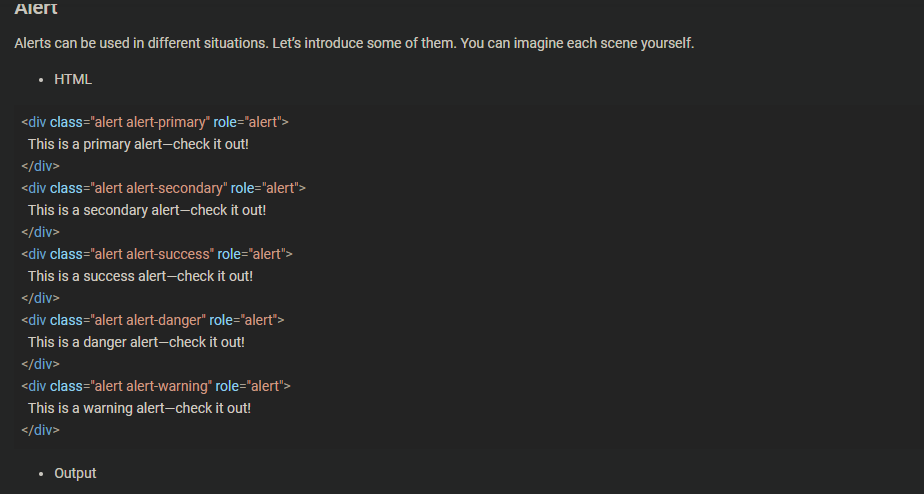 Alert
Alerts can be used in different situations. Let's introduce some of them. You can imagine each scene yourself.
• HTML
<div class="alert alert-primary" role="alert">
This is a primary alert—check it out!
</div>
<div class="alert alert-secondary" role="alert">
This is a secondary alert—check it out!
</div>
<div class="alert alert-success" role="alert">
This is a success alert—check it out!
</div>
<div class="alert alert-danger" role="alert">
This is a danger alert—check it out!
</div>
<div class="alert alert-warning" role="alert">
This is a warning alert—check it out!
</div>
• Output